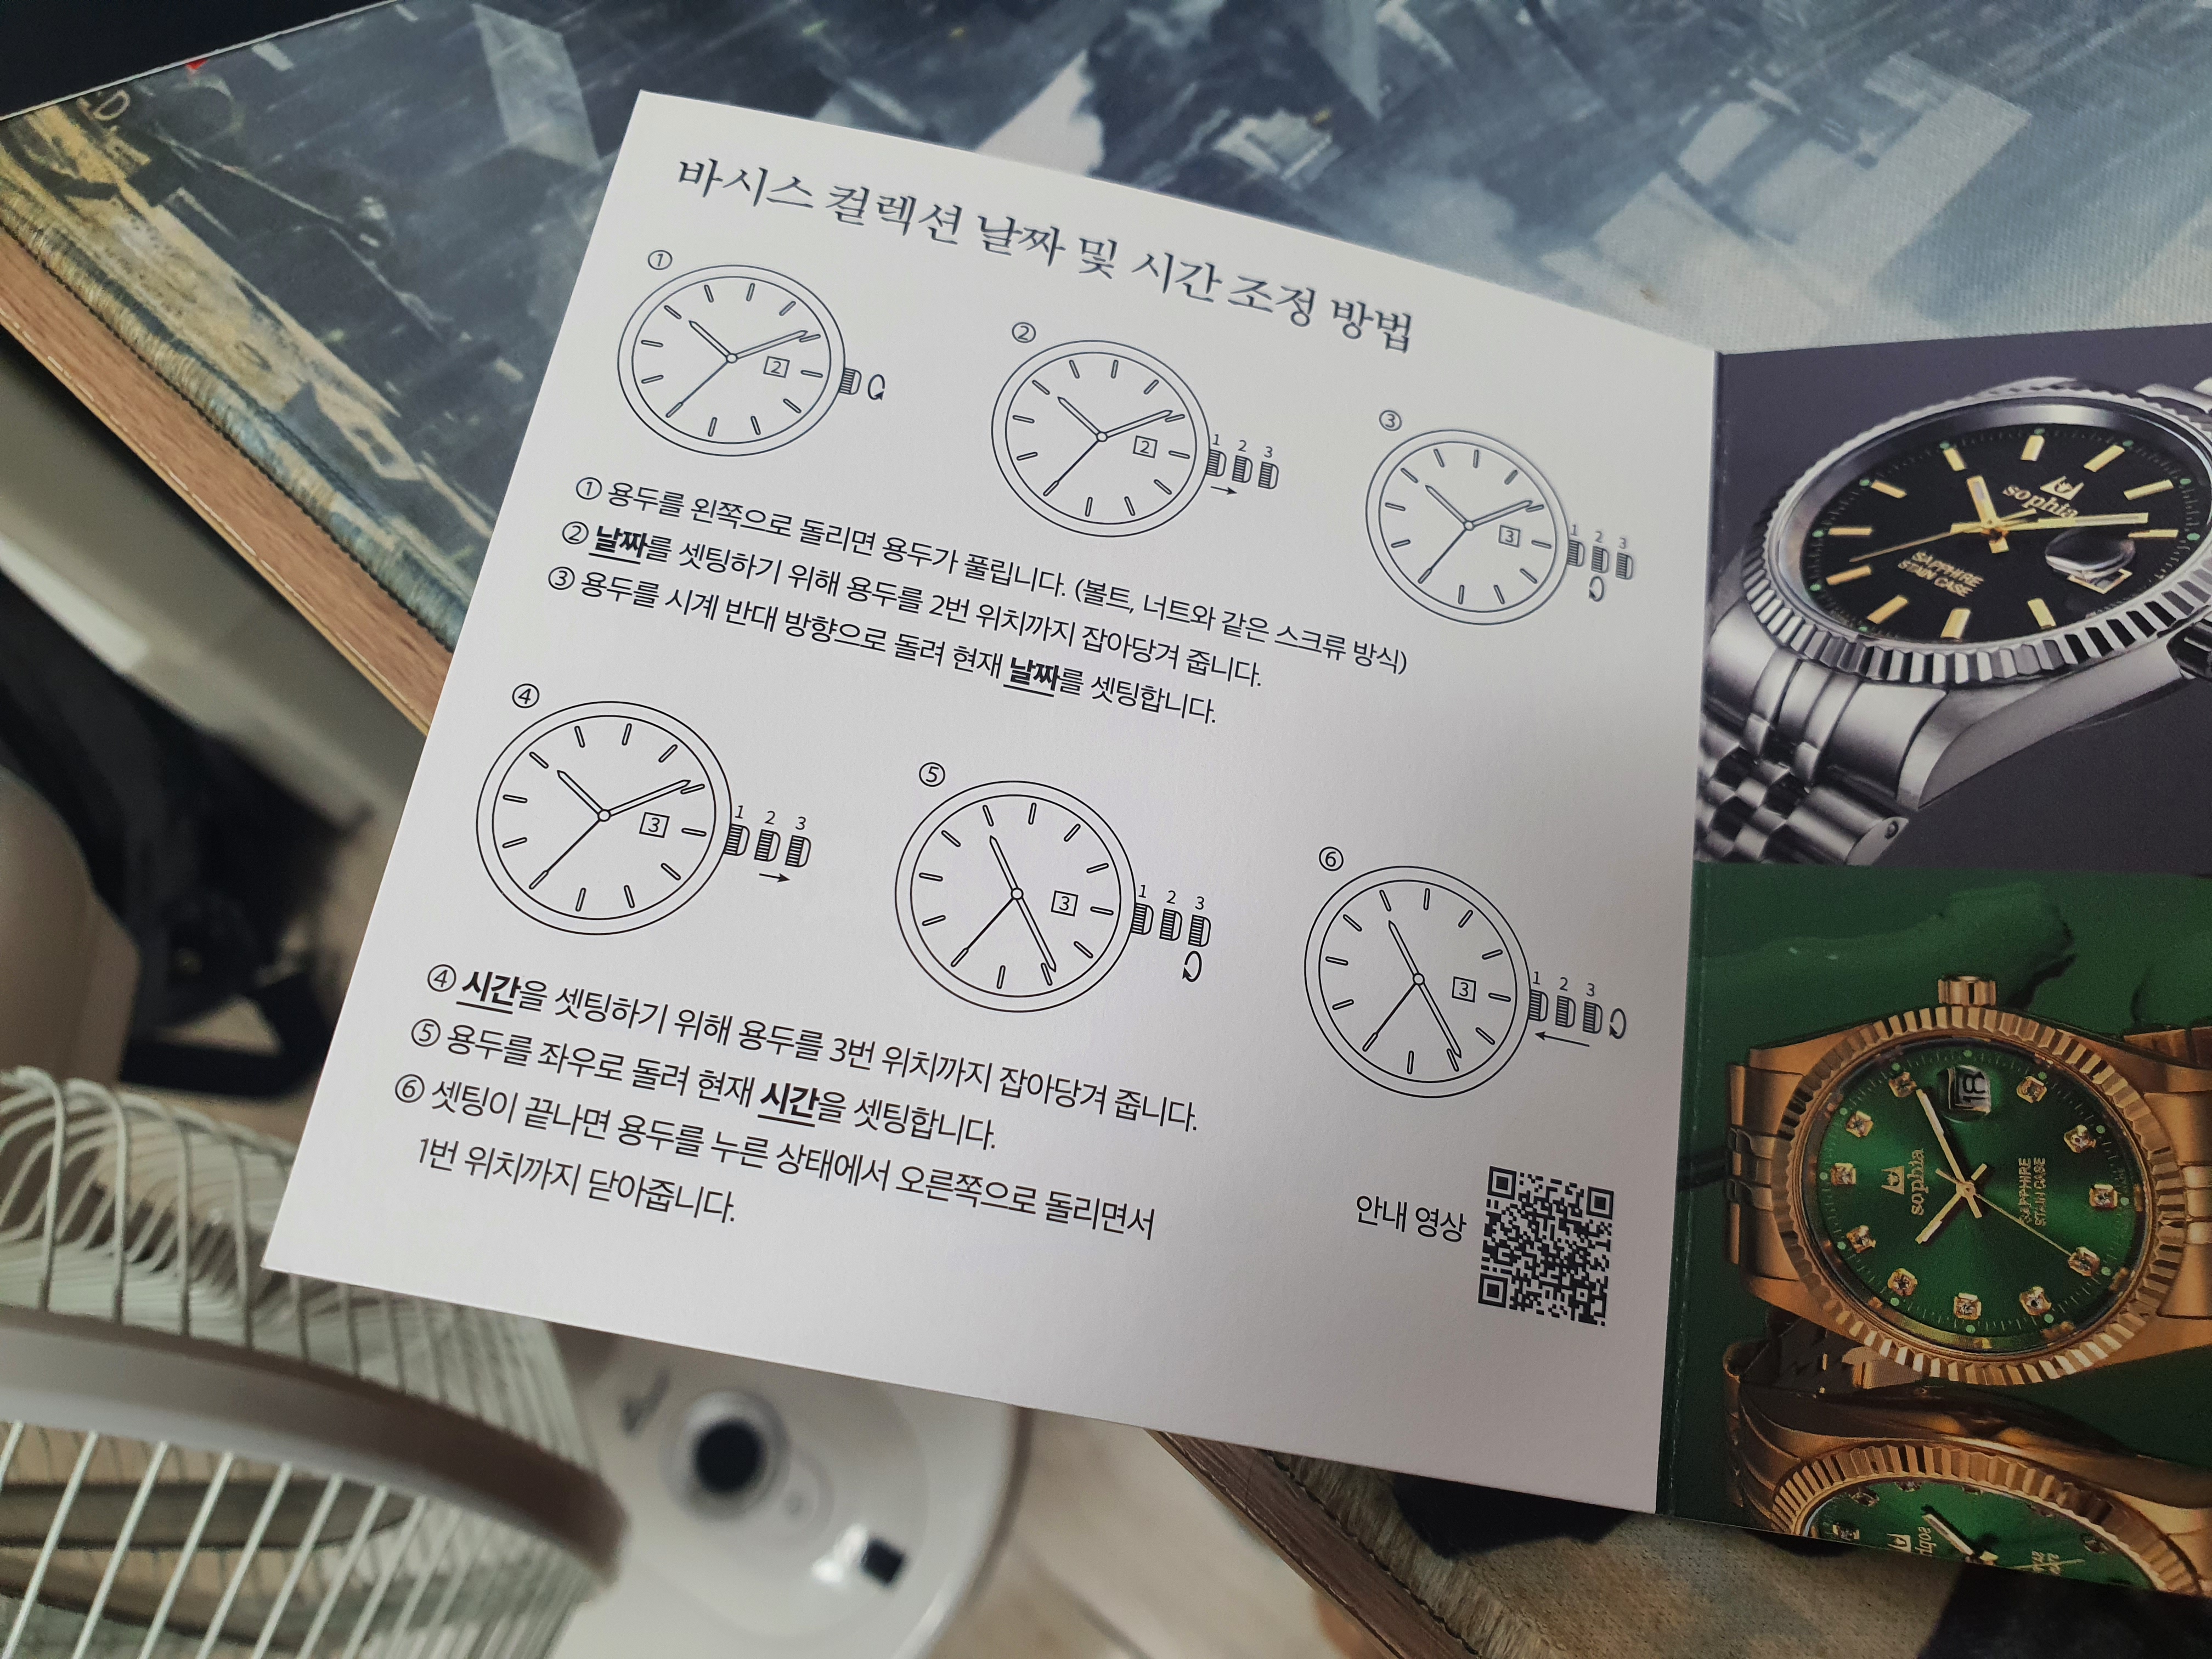 바시스 컬렉션 날짜 및 시간 조정 방법
①
2
②
2
1 2 3
③
3
1 2 3
① 용두를 왼쪽으로 돌리면 용두가 풀립니다. (볼트, 너트와 같은 스크류 방식)
② 날짜를 셋팅하기 위해 용두를 2번 위치까지 잡아당겨 줍니다.
③ 용두를 시계 반대 방향으로 돌려 현재 날짜를 셋팅합니다.
④
3
1 2 3
⑤
3
1 2 3
⑥
3
1 2 3
④ 시간을 셋팅하기 위해 용두를 3번 위치까지 잡아당겨 줍니다.
⑤ 용두를 좌우로 돌려 현재 시간을 셋팅합니다.
⑥ 셋팅이 끝나면 용두를 누른 상태에서 오른쪽으로 돌리면서
1번 위치까지 닫아줍니다.
안내 영상
sophia
SAPPHIRE
STAIN CASE
18
sophia
SAPPHIRE
STAIN CASE